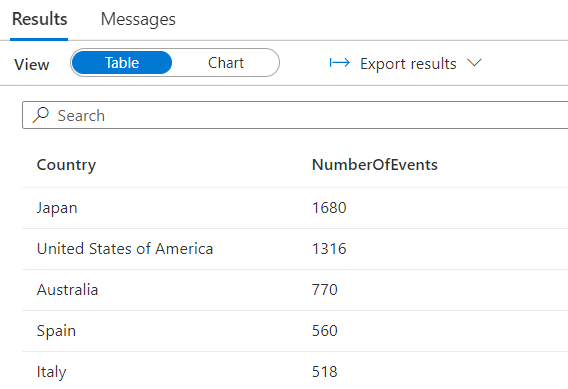 Results Messages
View Table Chart Export results
Search
Country NumberOfEvents
Japan 1680
United States of America 1316
Australia 770
Spain 560
Italy 518